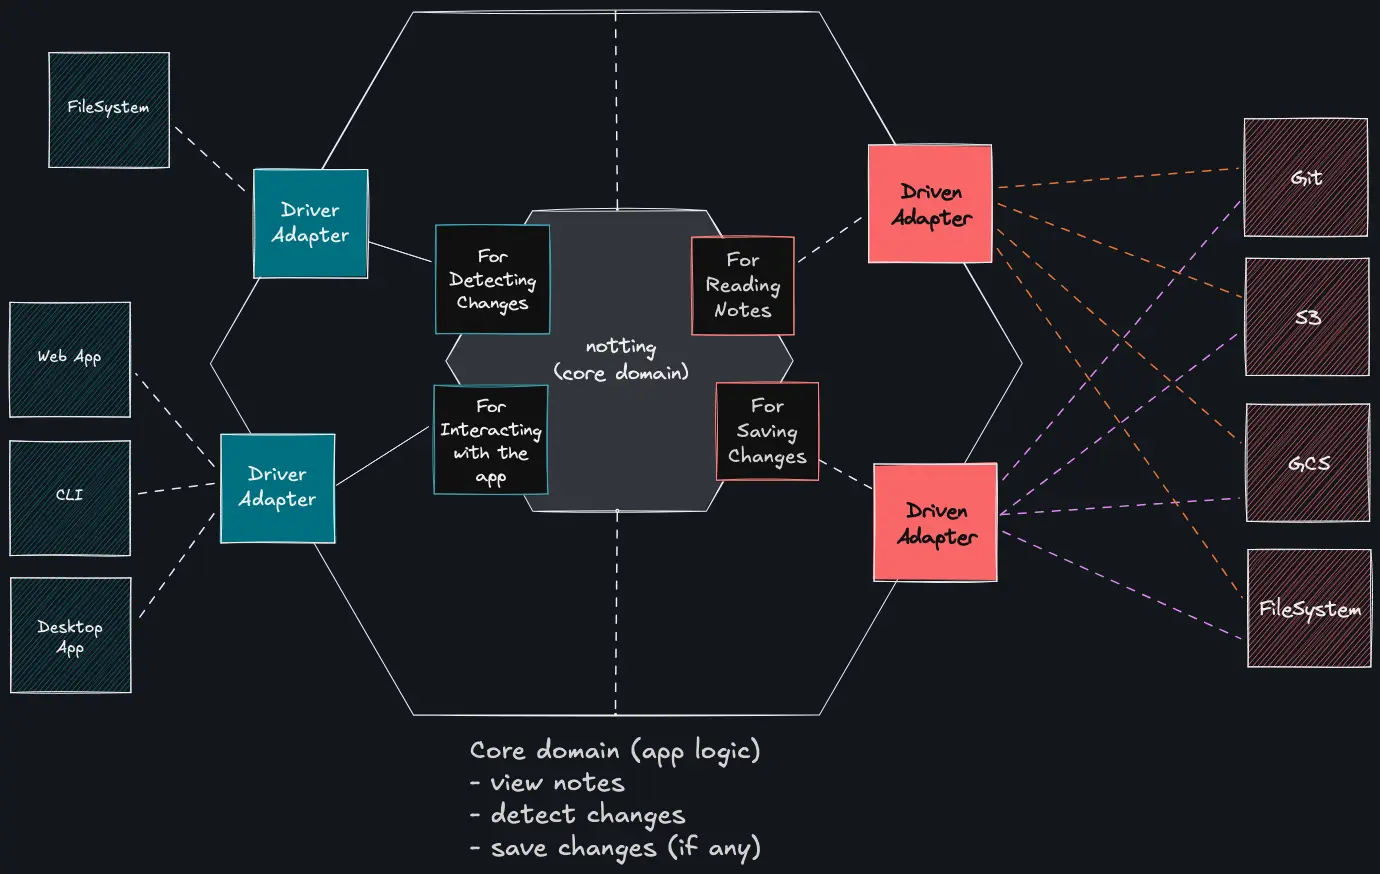 FileSystem
Driver
Adapter
Web App
CLI
Desktop
App
Driver
Adapter
For
Detecting
Changes
For
Interacting
with the
app
notting
(core domain)
For
Reading
Notes
For
Saving
Changes
Driven
Adapter
Driven
Adapter
Git
S3
GCS
FileSystem
Core domain (app logic)
- view notes
- detect changes
- save changes (if any)